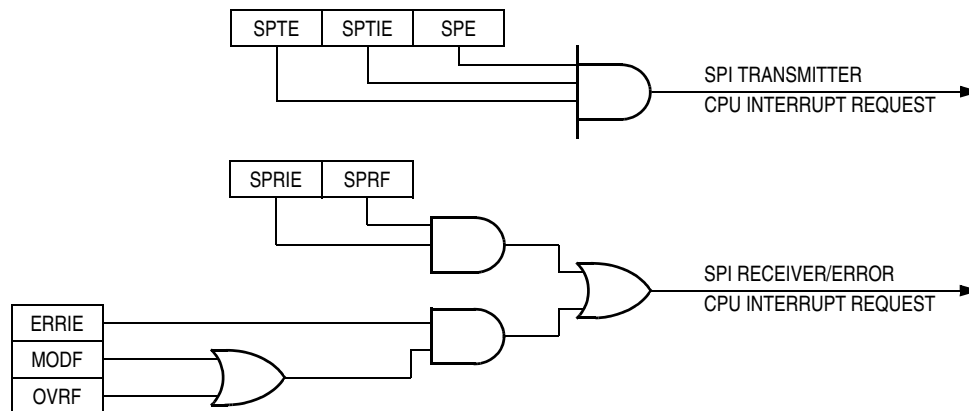 SPTE SPTIE SPE
SPI TRANSMITTER
CPU INTERRUPT REQUEST
SPRIE SPRF
SPI RECEIVER/ERROR
CPU INTERRUPT REQUEST
ERRIE
MODF
OVRF